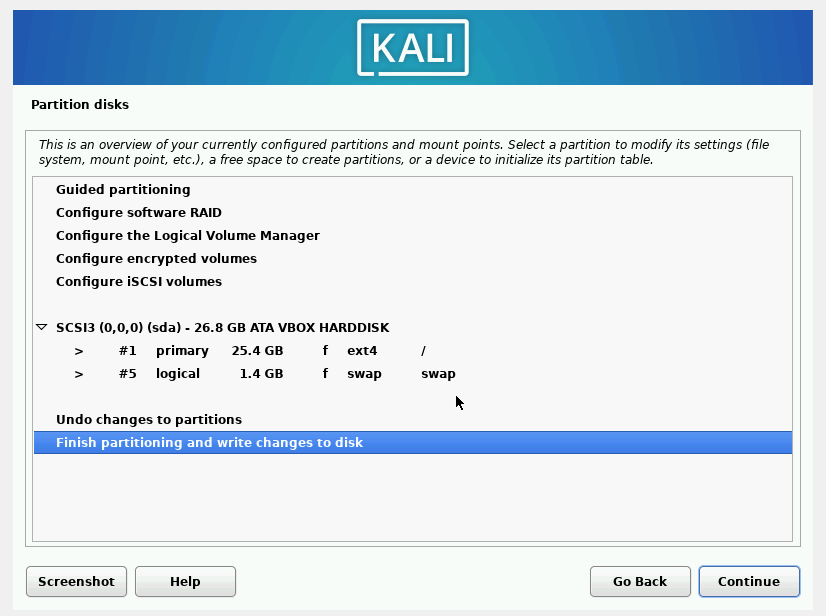 KALI
Partition disks
This is an overview of your currently configured partitions and mount points. Select a partition to modify its settings (file
system, mount point, etc.), a free space to create partitions, or a device to initialize its partition table.
Guided partitioning
Configure software RAID
Configure the Logical Volume Manager
Configure encrypted volumes
Configure iSCSI volumes
SCSI3 (0,0,0) (sda) - 26.8 GB ATA VBOX HARDDISK
> #1 primary 25.4 GB f ext4 /
> #5 logical 1.4 GB f swap swap
Undo changes to partitions
Finish partitioning and write changes to disk
Screenshot Help Go Back Continue